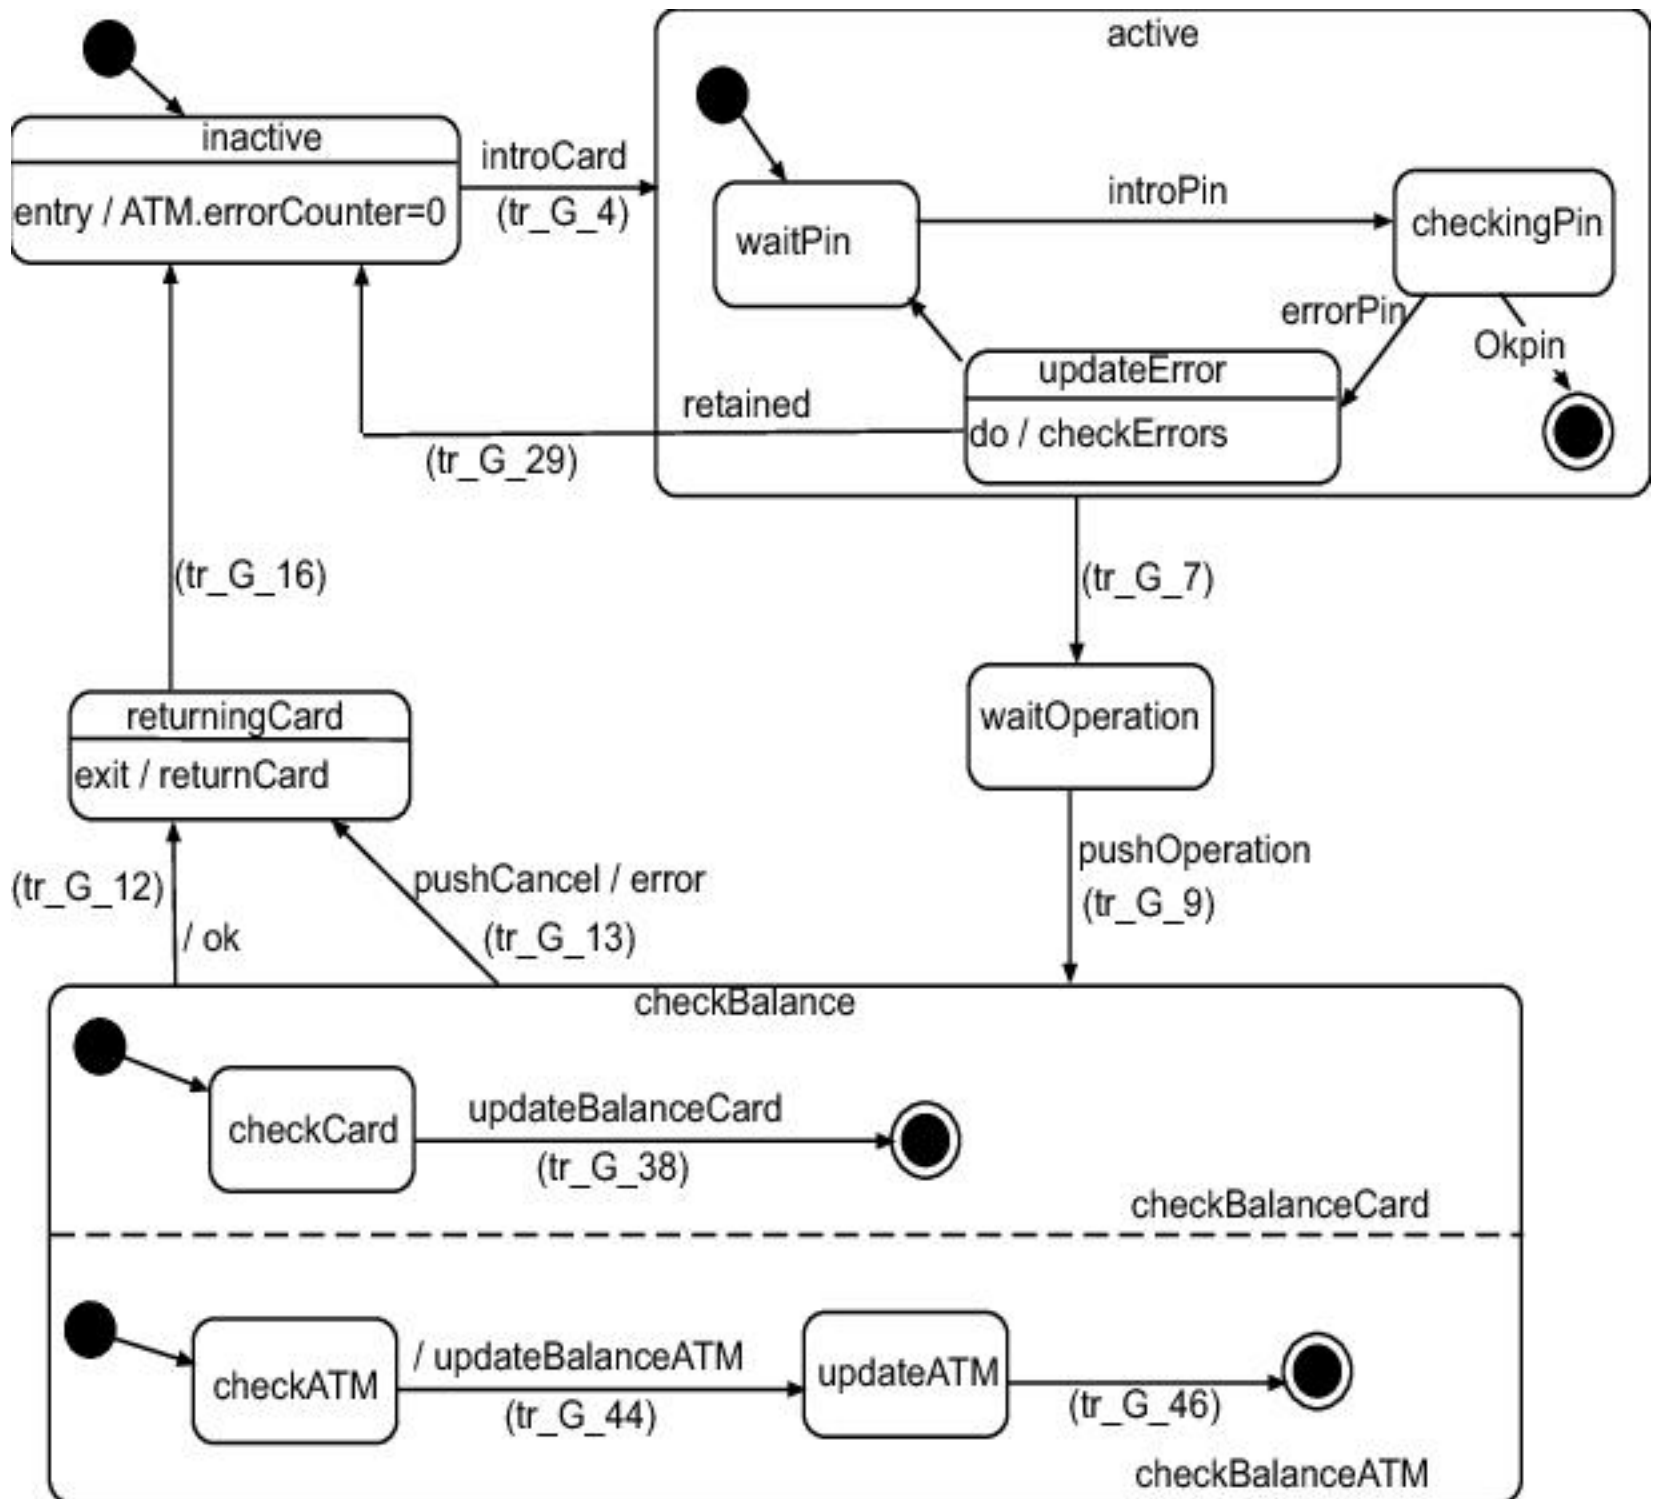 active
inactive
entry / ATM.errorCounter=0
introCard
(tr_G_4)
waitPin
introPin
checkingPin
errorPin
Okpin
updateError
do / checkErrors
retained
(tr_G_29)
(tr_G_16)
(tr_G_7)
waitOperation
returningCard
exit / returnCard
pushOperation
(tr_G_9)
(tr_G_12)
/ ok
pushCancel / error
(tr_G_13)
checkBalance
checkCard
updateBalanceCard
(tr_G_38)
checkBalanceCard
checkATM
/ updateBalanceATM
(tr_G_44)
updateATM
(tr_G_46)
checkBalanceATM